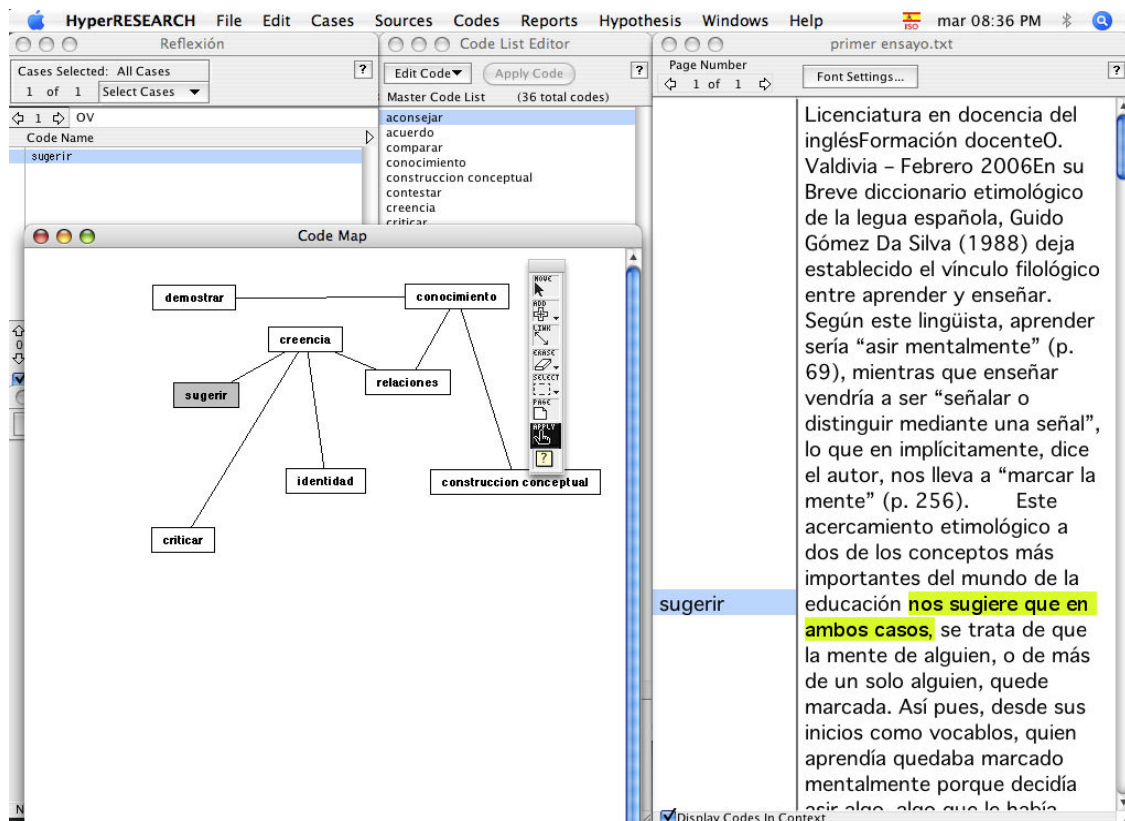 HyperRESEARCH File Edit Cases Sources Codes Reports Hypothesis Windows Help ISO mar 08:36 PM
Reflexión
Cases Selected: All Cases
?
1 of 1 Select Cases
1 OV
Code Name
sugerir
Code List Editor
Edit Code Apply Code ?
Master Code List (36 total codes)
aconsejar
acuerdo
comparar
conocimiento
construccion conceptual
contestar
creencia
criticar
Code Map
demostrar
conocimiento
creencia
relaciones
sugerir
identidad
construccion conceptual
criticar
MOVE
ADD
LINK
ERASE
SELECT
PAGE
APPLY
?
primer ensayo.txt
Page Number
1 of 1
Font Settings...
?
Licenciatura en docencia del
inglésFormación docenteO.
Valdivia – Febrero 2006En su
Breve diccionario etimológico
de la legua española, Guido
Gómez Da Silva (1988) deja
establecido el vínculo filológico
entre aprender y enseñar.
Según este lingüista, aprender
sería “asir mentalmente” (p.
69), mientras que enseñar
vendría a ser “señalar o
distinguir mediante una señal”,
lo que en implícitamente, dice
el autor, nos lleva a “marcar la
mente” (p. 256). Este
acercamiento etimológico a
dos de los conceptos más
importantes del mundo de la
sugerir
educación nos sugiere que en
ambos casos, se trata de que
la mente de alguien, o de más
de un solo alguien, quede
marcada. Así pues, desde sus
inicios como vocablos, quien
aprendía quedaba marcado
mentalmente porque decidía
asir algo, algo que le había
Display Codes In Context
0
N